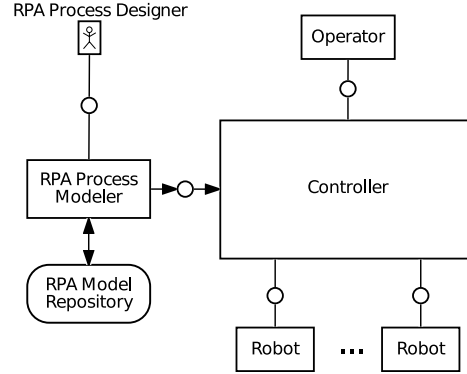 RPA Process Designer
Operator
RPA Process
Modeler
Controller
RPA Model
Repository
Robot
...
Robot